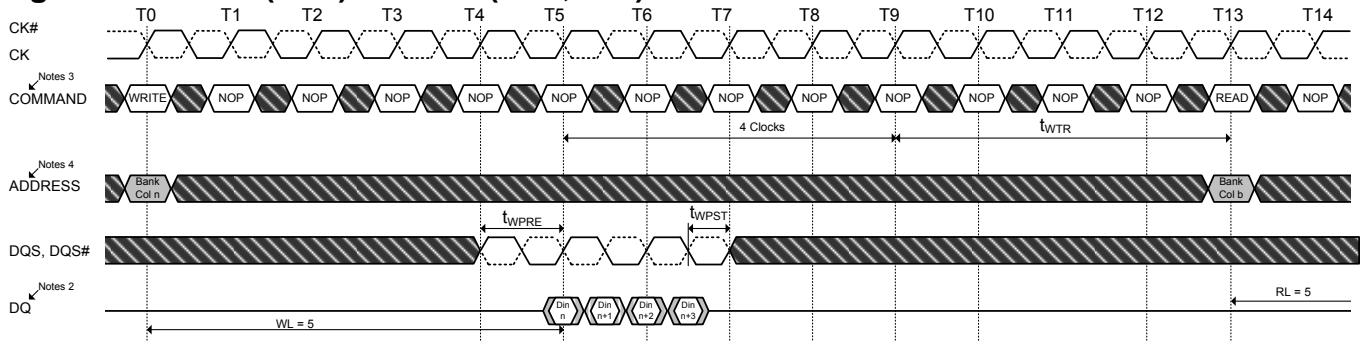 T0 T1 T2 T3 T4 T5 T6 T7 T8 T9 T10 T11 T12 T13 T14
CK#
CK
Notes 3
COMMAND
WRITE NOP NOP NOP NOP NOP NOP NOP NOP NOP NOP NOP NOP READ NOP
4 Clocks
tWTR
Notes 4
ADDRESS
Bank Col n
Bank Col b
tWPRE
tWPST
DQS, DQS#
Notes 2
DQ
Din n
Din n+1
Din n+2
Din n+3
WL = 5
RL = 5